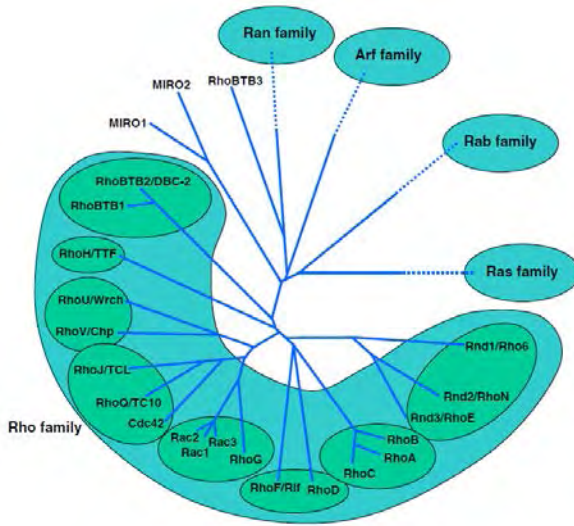 Ran family
Arf family
MIRO2
RhoBTB3
MIRO1
Rab family
RhoBTB2/DBC-2
RhoBTB1
RhoH/TTF
Ras family
RhoU/Wrch
RhoV/Chp
Rnd1/Rho6
RhoJ/TCL
Rnd2/RhoN
RhoQ/TC10
Rnd3/RhoE
Cdc42
Rho family
Rac2
Rac3
Rac1
RhoG
RhoB
RhoA
RhoC
RhoF/Rif
RhoD